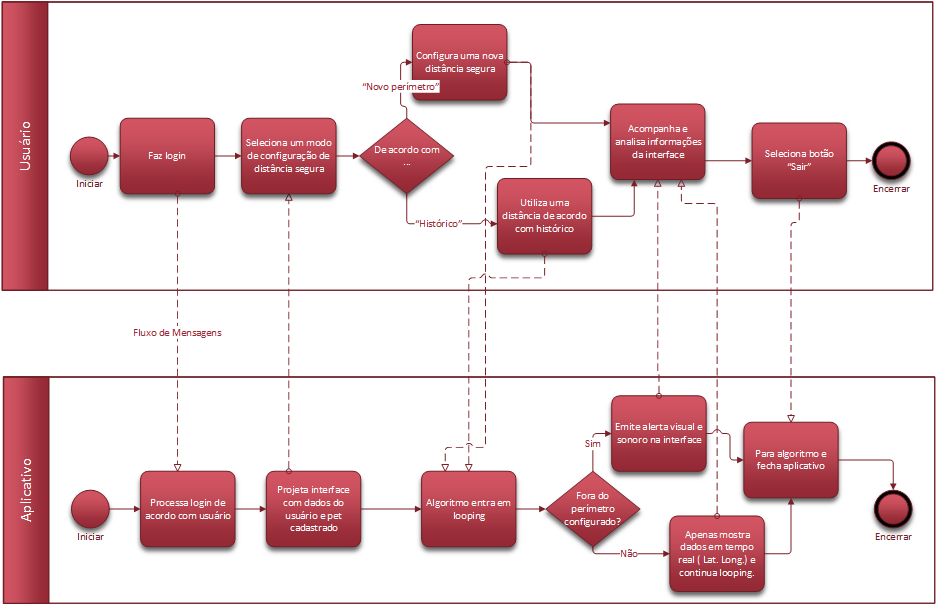 Usuário
Iniciar
Faz login
Seleciona um modo
de configuração de
distância segura
De acordo com
...
“Novo perímetro”
Configura uma nova
distância segura
“Histórico”
Utiliza uma
distância de acordo
com histórico
Acompanha e
analisa informações
da interface
Seleciona botão
“Sair”
Encerrar
Fluxo de Mensagens
Aplicativo
Iniciar
Processa login de
acordo com usuário
Projeta interface
com dados do
usuário e pet
cadastrado
Algoritmo entra em
looping
Fora do
perímetro
configurado?
Sim
Emite alerta visual e
sonoro na interface
Não
Apenas mostra
dados em tempo
real ( Lat. Long.) e
continua looping.
Para algoritmo e
fecha aplicativo
Encerrar